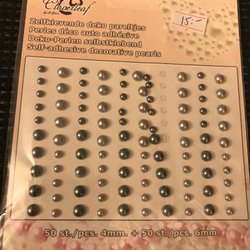 Cloverleaf
15.-
Zelfklevende deko pareltjes
Perles déco auto adhésive
Deko-Perlen selbstklebend
Self-adhesive decorative pearls
50 st./pcs. 4mm. + 50 st./pcs. 6mm.